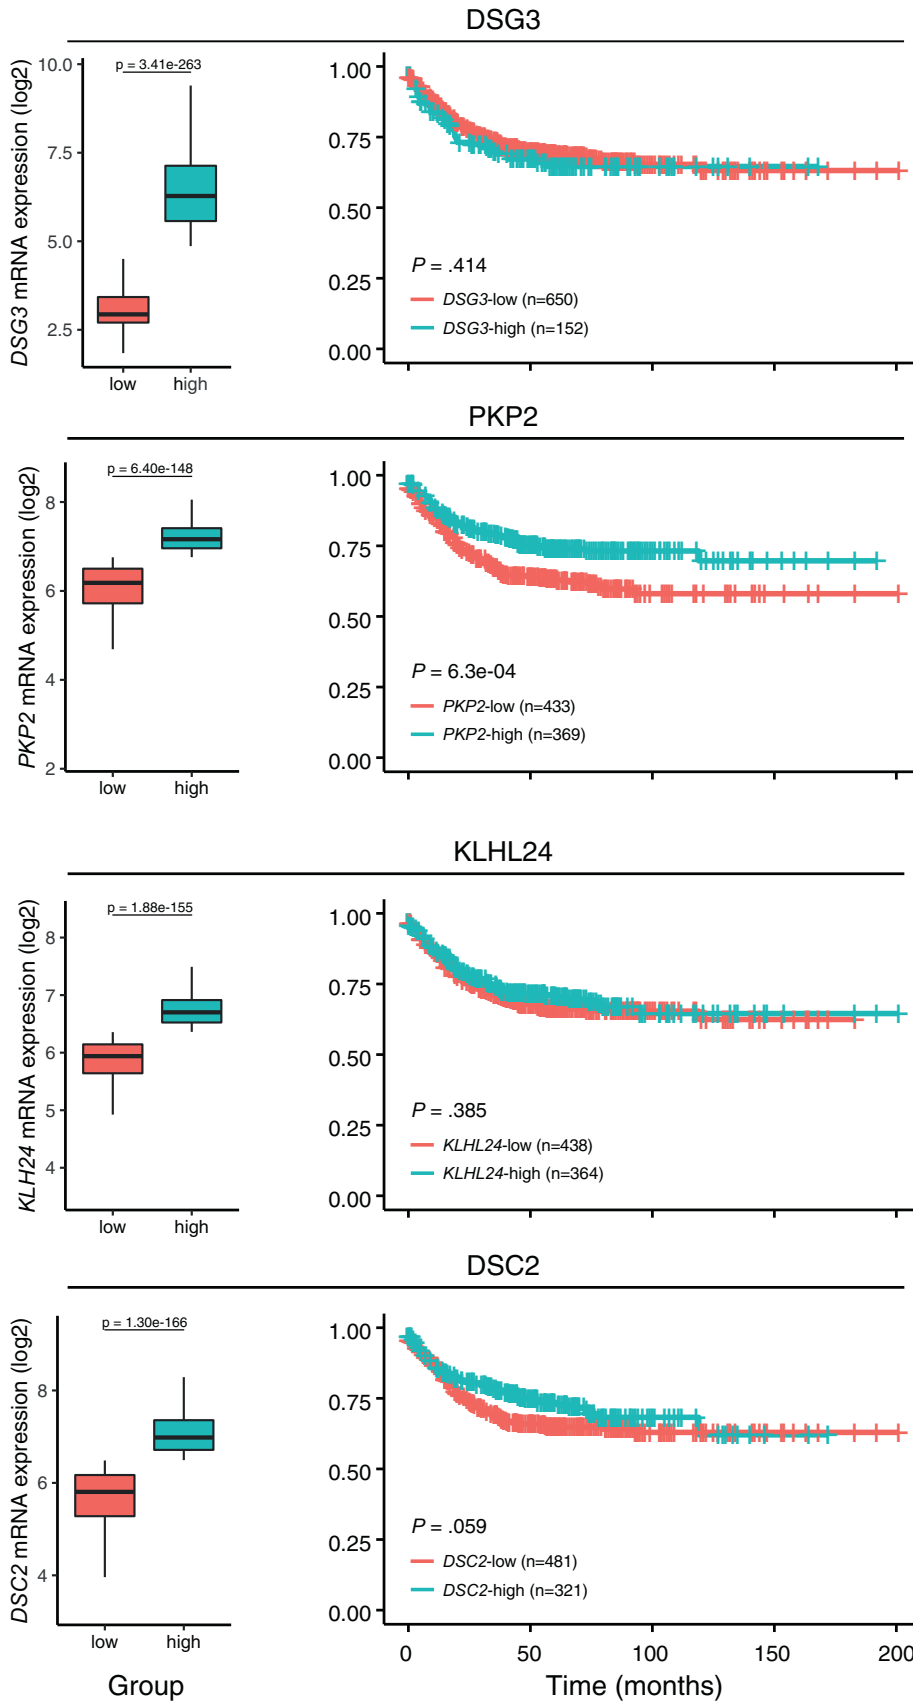 DSG3
DSG3 mRNA expression (log2)
10.0
7.5
5.0
2.5
p = 3.41e-263
low high
1.00
0.75
0.50
0.25
0.00
P = .414
DSG3-low (n=650)
DSG3-high (n=152)
PKP2
PKP2 mRNA expression (log2)
8
6
4
2
p = 6.40e-148
low high
1.00
0.75
0.50
0.25
0.00
P = 6.3e-04
PKP2-low (n=433)
PKP2-high (n=369)
KLHL24
KLH24 mRNA expression (log2)
8
7
6
5
4
p = 1.88e-155
low high
1.00
0.75
0.50
0.25
0.00
P = .385
KLHL24-low (n=438)
KLHL24-high (n=364)
DSC2
DSC2 mRNA expression (log2)
8
6
4
p = 1.30e-166
low high
Group
1.00
0.75
0.50
0.25
0.00
P = .059
DSC2-low (n=481)
DSC2-high (n=321)
0 50 100 150 200
Time (months)